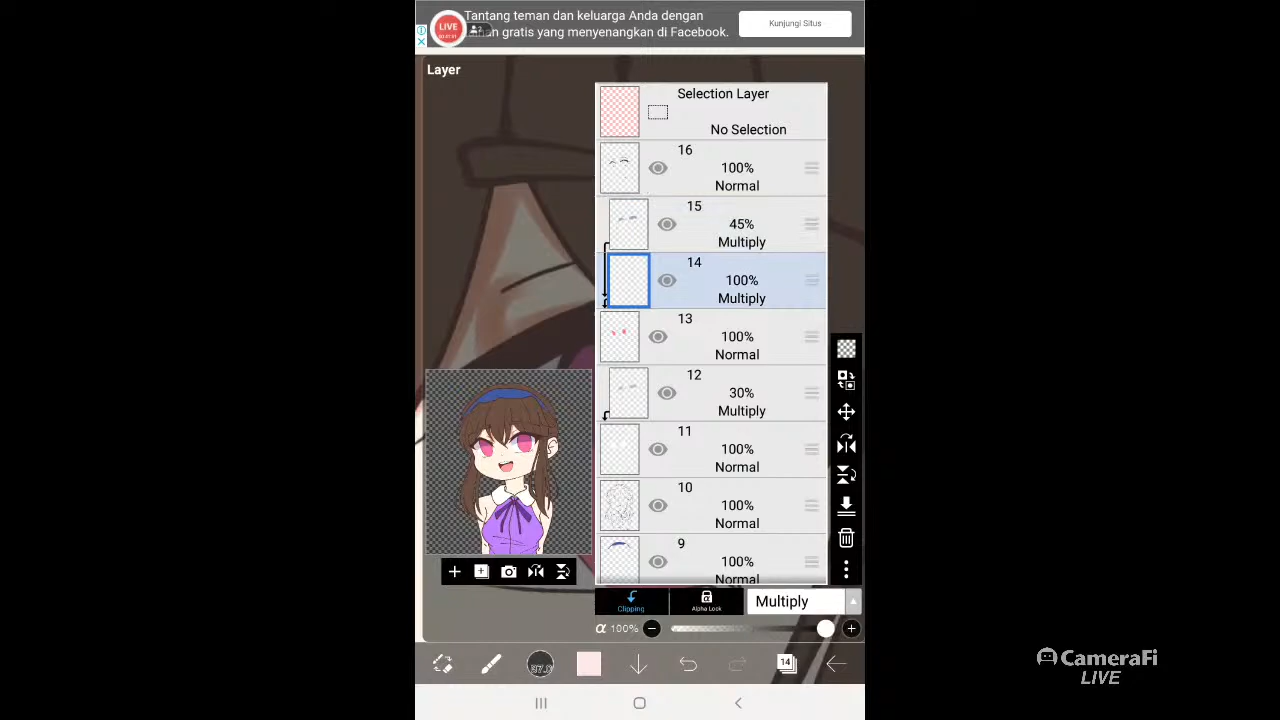 Tantang teman dan keluarga Anda dengan
LIVE
an gratis yang menyenangkan di Facebook.
Kunjungi Situs
Layer
Selection Layer
No Selection
16
100%
Normal
15
45%
Multiply
14
100%
Multiply
13
100%
Normal
12
30%
Multiply
11
100%
Normal
10
100%
Normal
9
100%
Normal
Clipping
Alpha Lock
Multiply
α 100%
14
CameraFi
LIVE